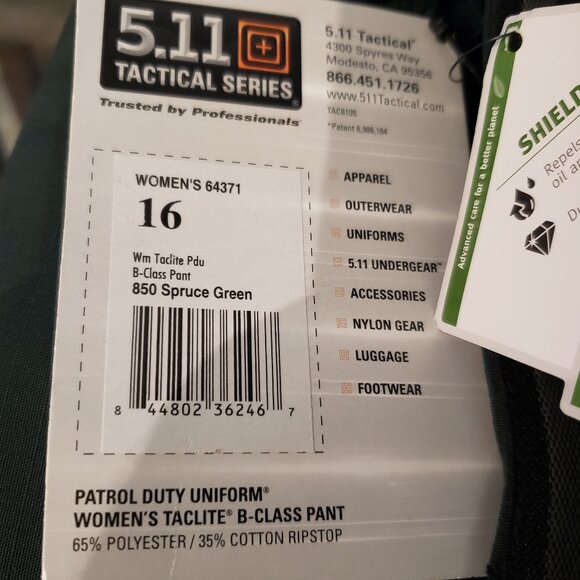 5.11
TACTICAL SERIES®
Trusted by Professionals
5.11 Tactical®
4300 Spyres Way
Modesto, CA 95356
866.451.1726
www.511Tactical.com
TAC6105
*Patent 6,986,164
WOMEN'S 64371
16
Wm Taclite Pdu
B-Class Pant
850 Spruce Green
8 44802 36246 7
APPAREL
OUTERWEAR
UNIFORMS
5.11 UNDERGEAR™
ACCESSORIES
NYLON GEAR
LUGGAGE
FOOTWEAR
PATROL DUTY UNIFORM®
WOMEN'S TACLITE® B-CLASS PANT
65% POLYESTER / 35% COTTON RIPSTOP
Advanced care for a better planet
SHIELD
Repels
oil a
Du